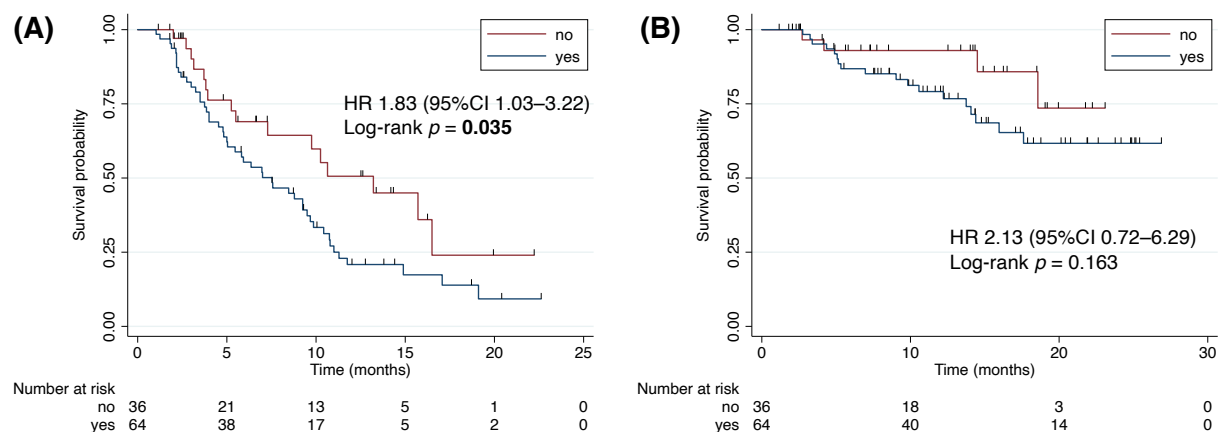 (A)
Survival probability
1.00
0.75
0.50
0.25
0.00
no
yes
HR 1.83 (95%CI 1.03–3.22)
Log-rank p = 0.035
0 5 10 15 20 25
Time (months)
Number at risk
no 36 21 13 5 1 0
yes 64 38 17 5 2 0
(B)
Survival probability
1.00
0.75
0.50
0.25
0.00
no
yes
HR 2.13 (95%CI 0.72–6.29)
Log-rank p = 0.163
0 10 20 30
Time (months)
Number at risk
no 36 18 3 0
yes 64 40 14 0